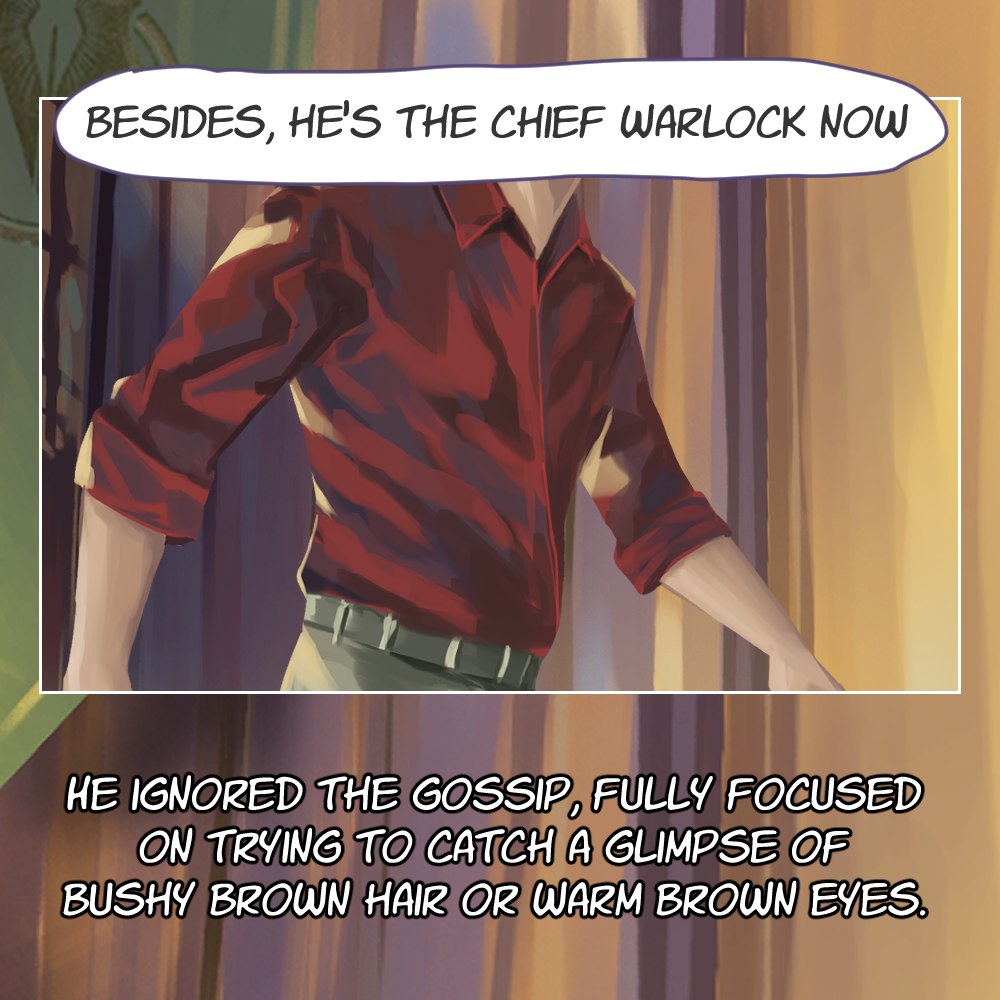 BESIDES, HE'S THE CHIEF WARLOCK NOW
HE IGNORED THE GOSSIP, FULLY FOCUSED
ON TRYING TO CATCH A GLIMPSE OF
BUSHY BROWN HAIR OR WARM BROWN EYES.